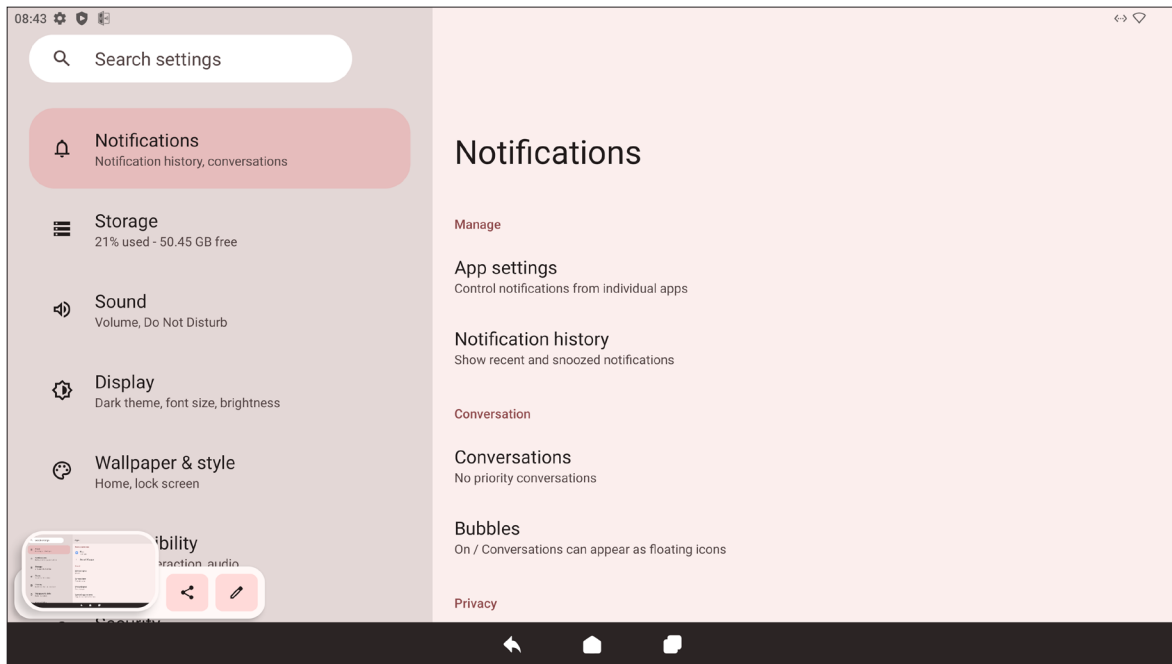 08:43
Search settings
Notifications
Notification history, conversations
Storage
21% used - 50.45 GB free
Sound
Volume, Do Not Disturb
Display
Dark theme, font size, brightness
Wallpaper & style
Home, lock screen
ibility
eraction, audio
Security
Notifications
Manage
App settings
Control notifications from individual apps
Notification history
Show recent and snoozed notifications
Conversation
Conversations
No priority conversations
Bubbles
On / Conversations can appear as floating icons
Privacy